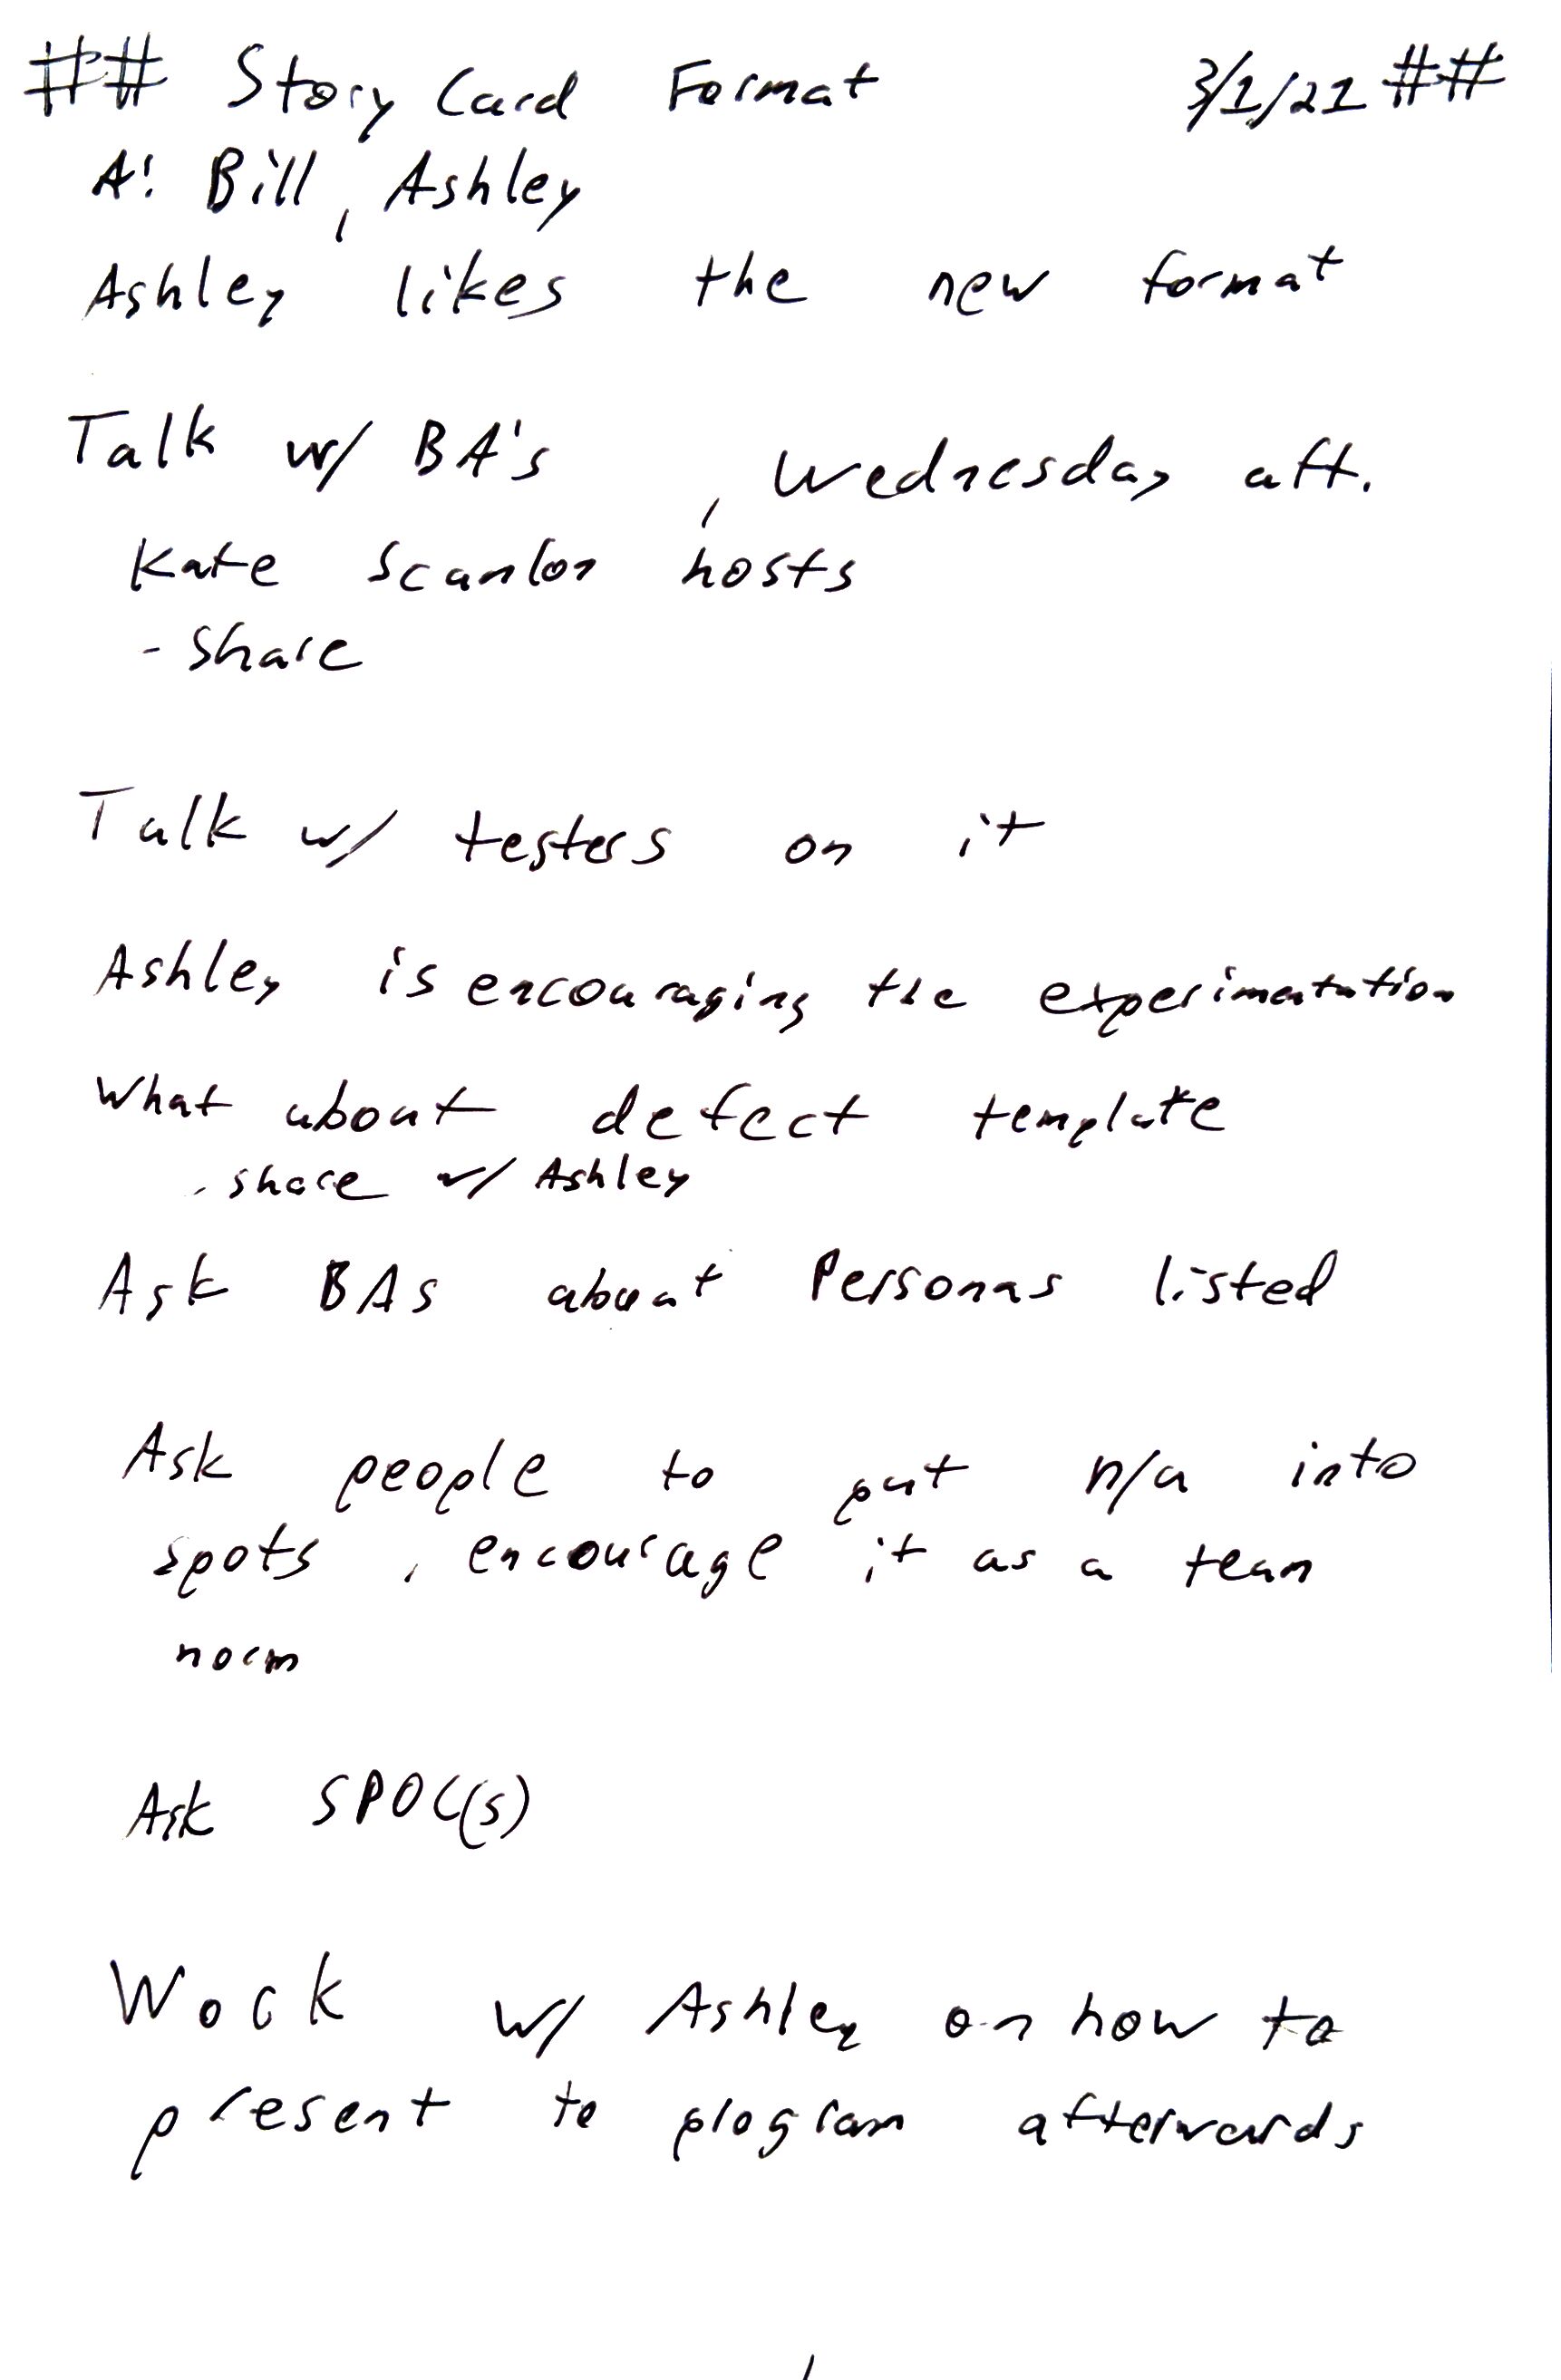 ## Story Card Format 3/1/21 ##
A: Bill, Ashley
Ashley likes the new format
Talk w/ BA's, Wednesday aft.
Kate Scanlon hosts
- Share
Talk w/ testers on it
Ashley is encouraging the experimentation
What about defect template
- share w/ Ashley
Ask BAs about Personas listed
Ask people to put n/a into
spots, encourage it as a team
norm
Ask SPOC(s)
Work w/ Ashley on how to
present to program afterwards